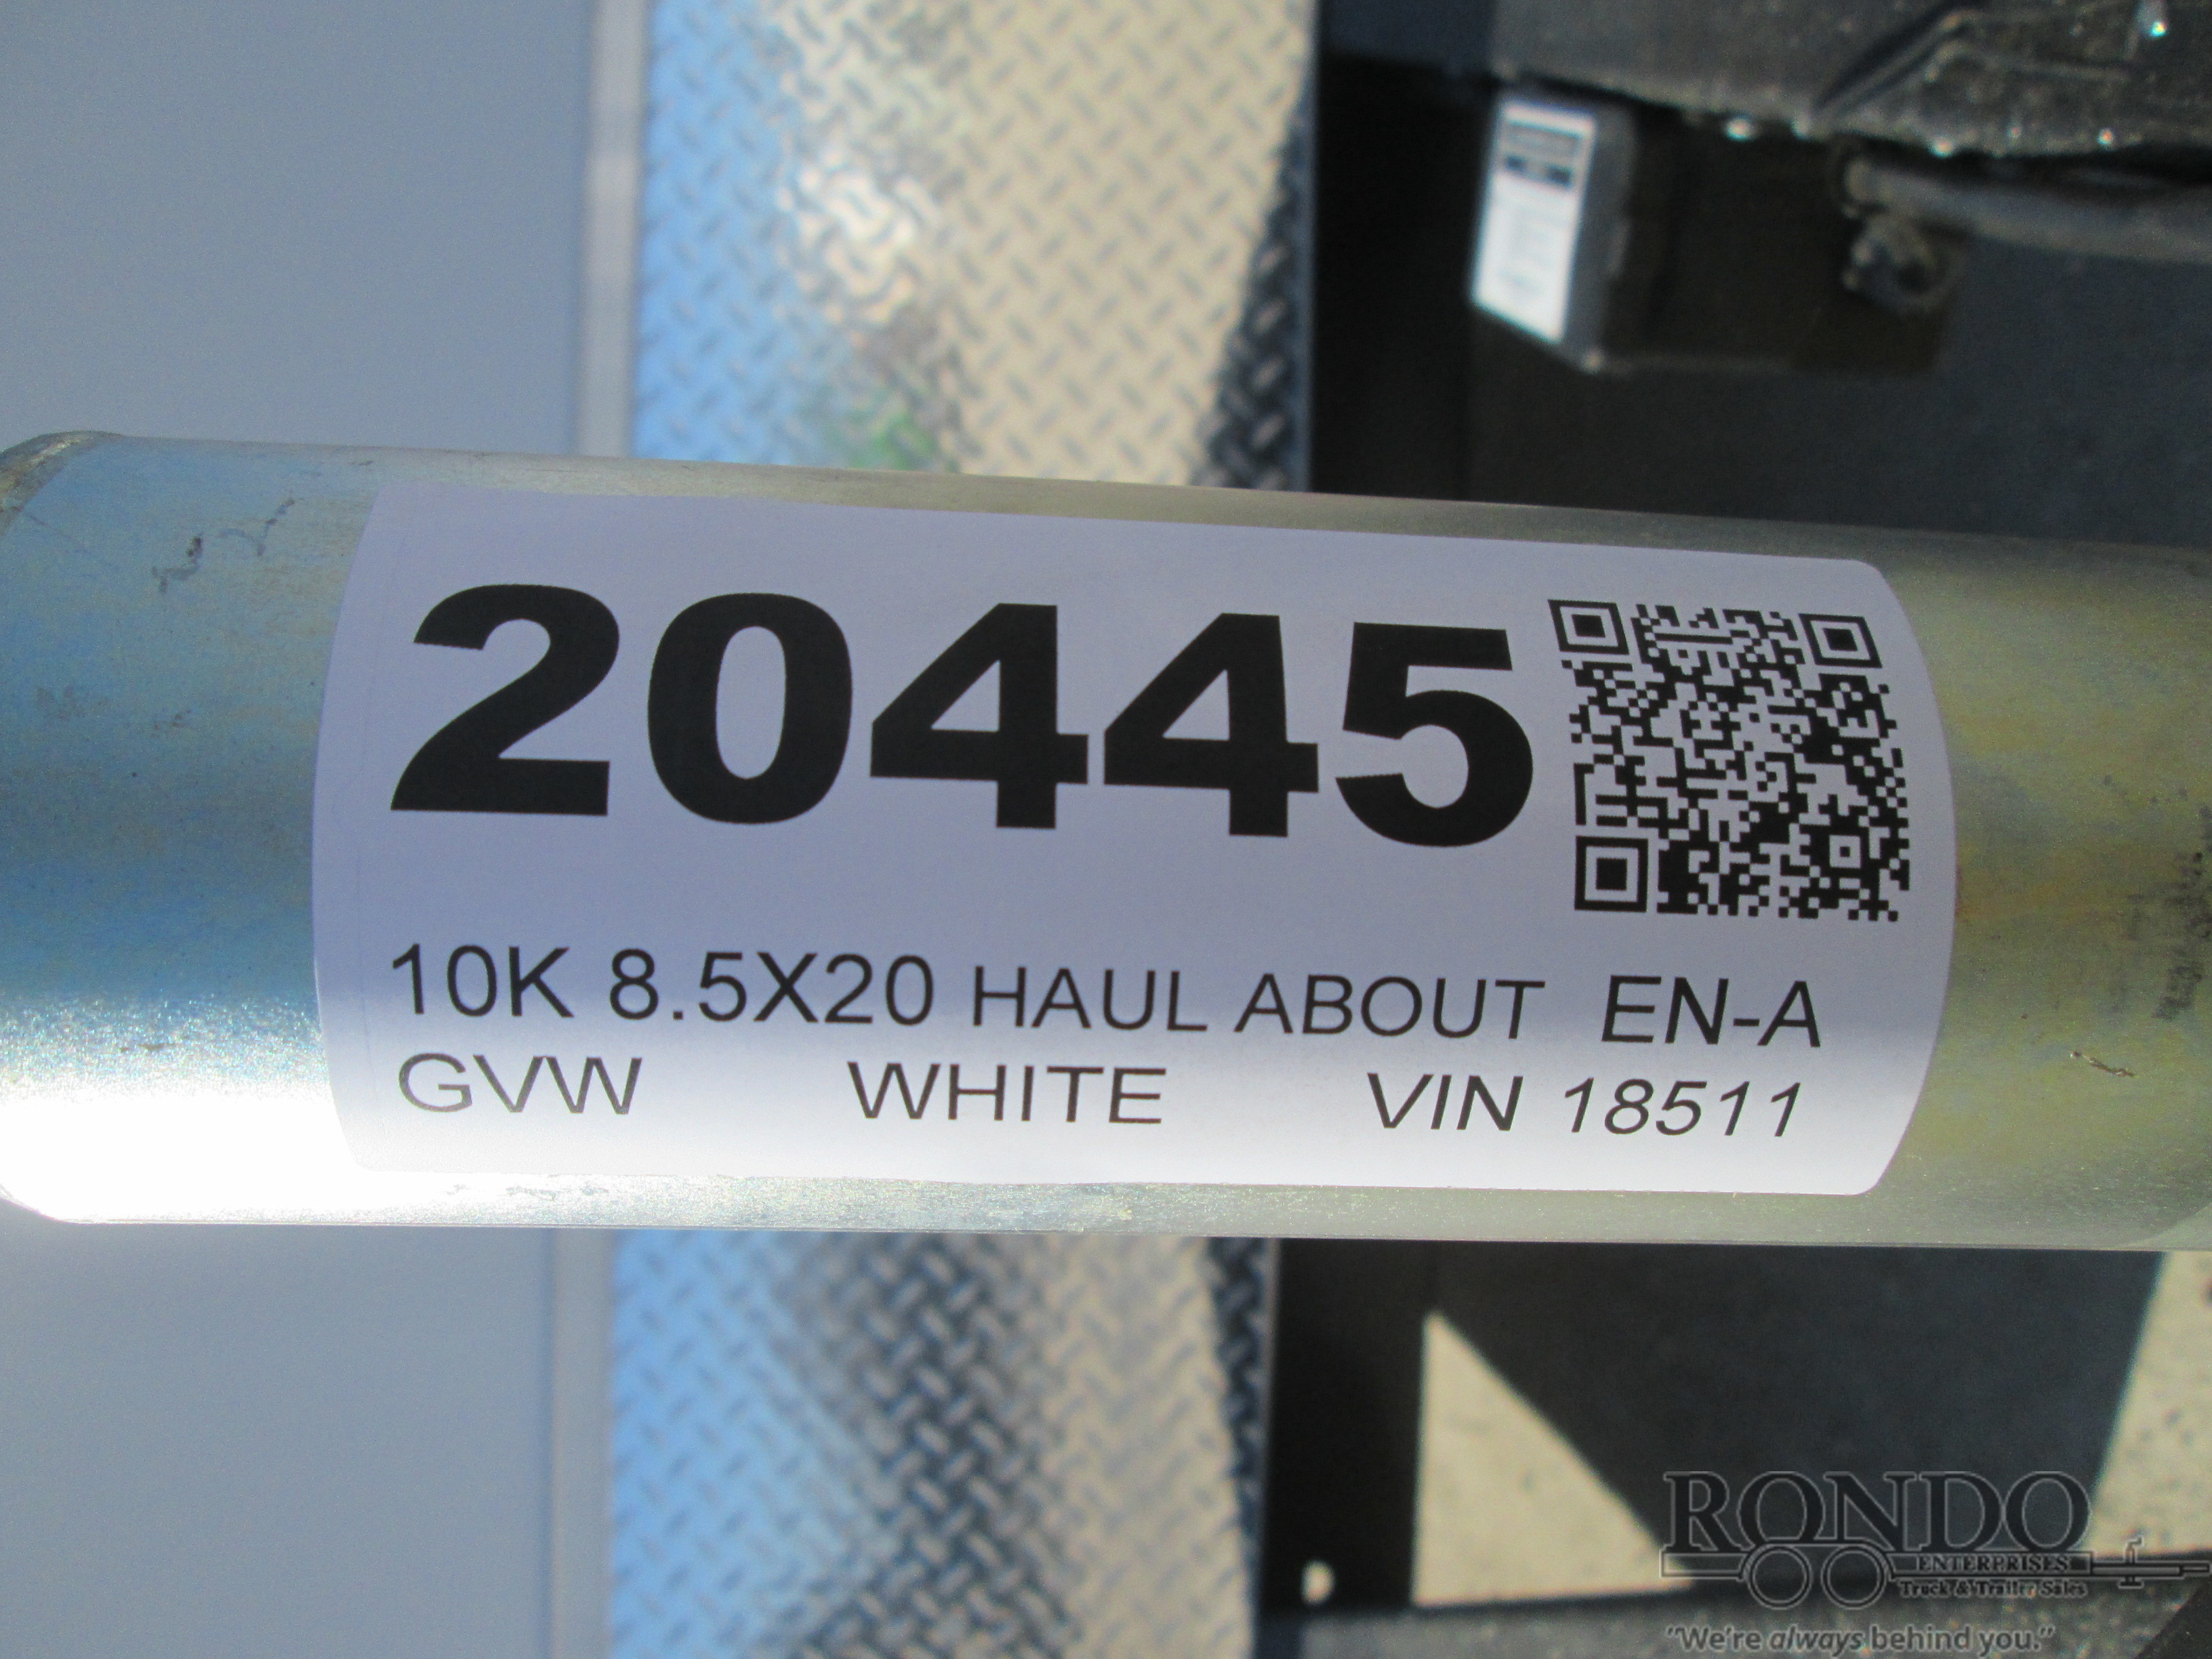 20445
10K 8.5X20 HAUL ABOUT EN-A
GVW WHITE VIN 18511
RONDO
ENTERPRISES
Truck & Trailer Sales
"We're always behind you."